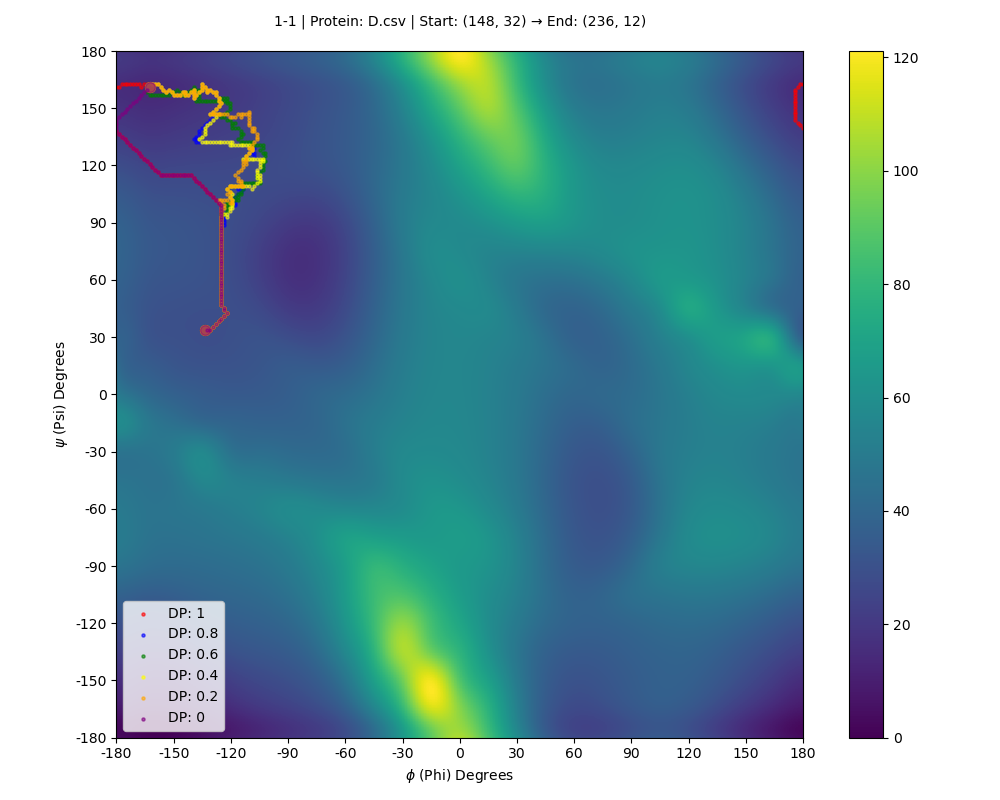 1-1 | Protein: D.csv | Start: (148, 32) → End: (236, 12)
180
150
120
90
60
30
0
-30
-60
-90
-120
-150
-180
ψ (Psi) Degrees
DP: 1
DP: 0.8
DP: 0.6
DP: 0.4
DP: 0.2
DP: 0
-180 -150 -120 -90 -60 -30 0 30 60 90 120 150 180
ϕ (Phi) Degrees
120
100
80
60
40
20
0